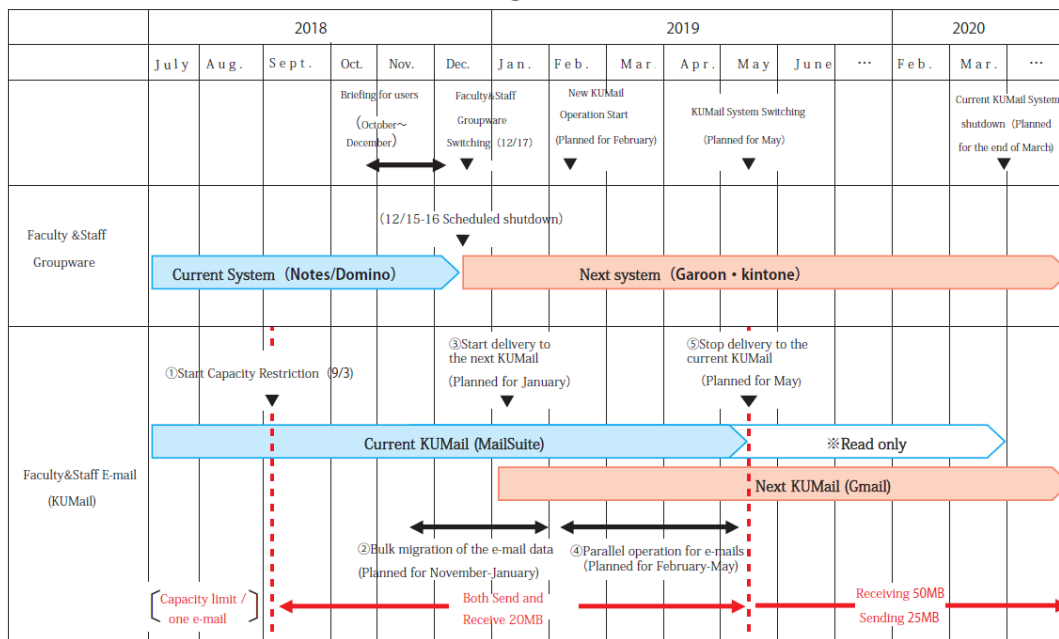 2018 2019 2020
July Aug. Sept. Oct. Nov. Dec. Jan. Feb. Mar. Apr. May June … Feb. Mar. …
Briefing for users
(October～
December)
Faculty&Staff
Groupware
Switching (12/17)
New KUMail
Operation Start
(Planned for February)
KUMail System Switching
(Planned for May)
Current KUMail System
shutdown (Planned
for the end of March)
Faculty &Staff
Groupware
(12/15-16 Scheduled shutdown)
Current System (Notes/Domino)
Next system (Garoon・kintone)
Faculty&Staff E-mail
(KUMail)
①Start Capacity Restriction (9/3)
③Start delivery to
the next KUMail
(Planned for January)
⑤Stop delivery to the
current KUMail
(Planned for May)
Current KUMail (MailSuite)
※Read only
Next KUMail (Gmail)
②Bulk migration of the e-mail data
(Planned for November-January)
④Parallel operation for e-mails
(Planned for February-May)
Capacity limit /
one e-mail
Both Send and
Receive 20MB
Receiving 50MB
Sending 25MB